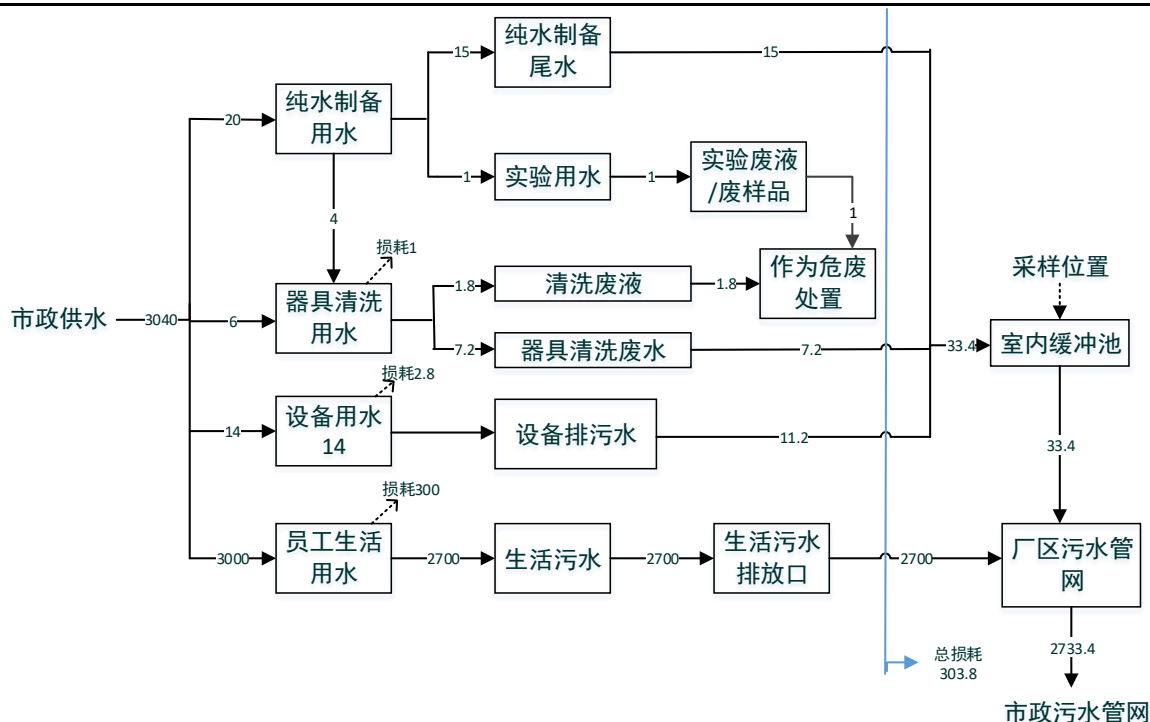 纯水制备
尾水
15
15
纯水制备
用水
20
实验用水
1
1
实验废液
/废样品
1
4
损耗1
市政供水
3040
器具清洗
用水
6
1.8
清洗废液
1.8
作为危废
处置
7.2
器具清洗废水
7.2
采样位置
33.4
室内缓冲池
损耗2.8
设备用水
14
14
设备排污水
11.2
33.4
损耗300
3000
员工生活
用水
2700
生活污水
2700
生活污水
排放口
2700
厂区污水管
网
总损耗
303.8
2733.4
市政污水管网